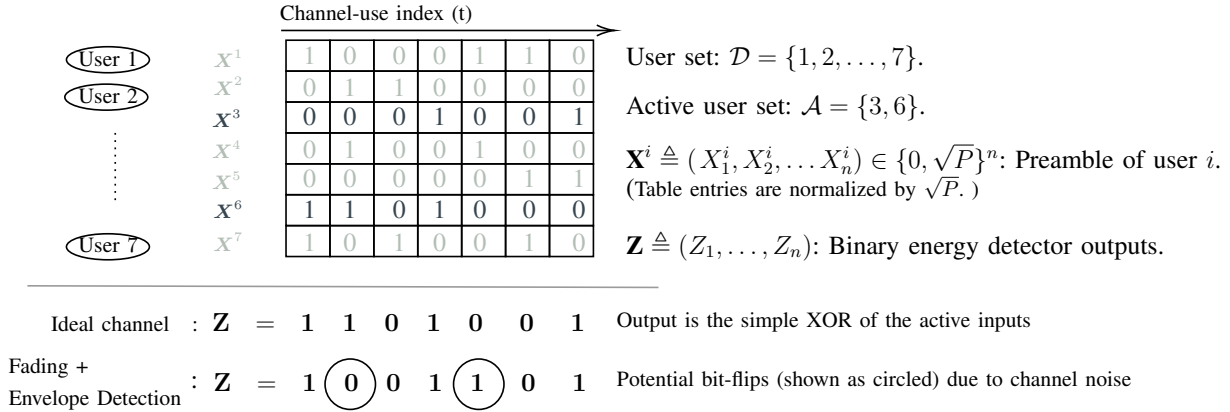 Channel-use index (t)
User 1 X¹ 1 0 0 0 1 1 0 User set: 𝒟 = {1, 2, . . . , 7}.
User 2 X² 0 1 1 0 0 0 0
X³ 0 0 0 1 0 0 1 Active user set: 𝒜 = {3, 6}.
X⁴ 0 1 0 0 1 0 0 Xⁱ ≜ ( X₁ⁱ, X₂ⁱ, . . . Xₙⁱ) ∈ {0, √P}ⁿ: Preamble of user i.
X⁵ 0 0 0 0 0 1 1 (Table entries are normalized by √P. )
X⁶ 1 1 0 1 0 0 0
User 7 X⁷ 1 0 1 0 0 1 0 Z ≜ (Z₁, . . . , Zₙ): Binary energy detector outputs.
Ideal channel : Z = 1 1 0 1 0 0 1 Output is the simple XOR of the active inputs
Fading +
Envelope Detection : Z = 1 0 0 1 1 0 1 Potential bit-flips (shown as circled) due to channel noise